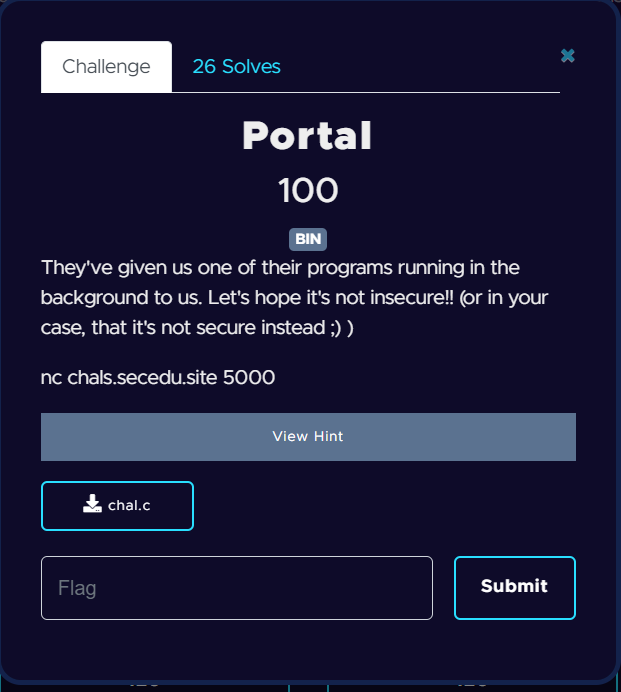 Challenge
26 Solves
Portal
100
BIN
They've given us one of their programs running in the
background to us. Let's hope it's not insecure!! (or in your
case, that it's not secure instead ;) )
nc chals.secedu.site 5000
View Hint
chal.c
Flag
Submit